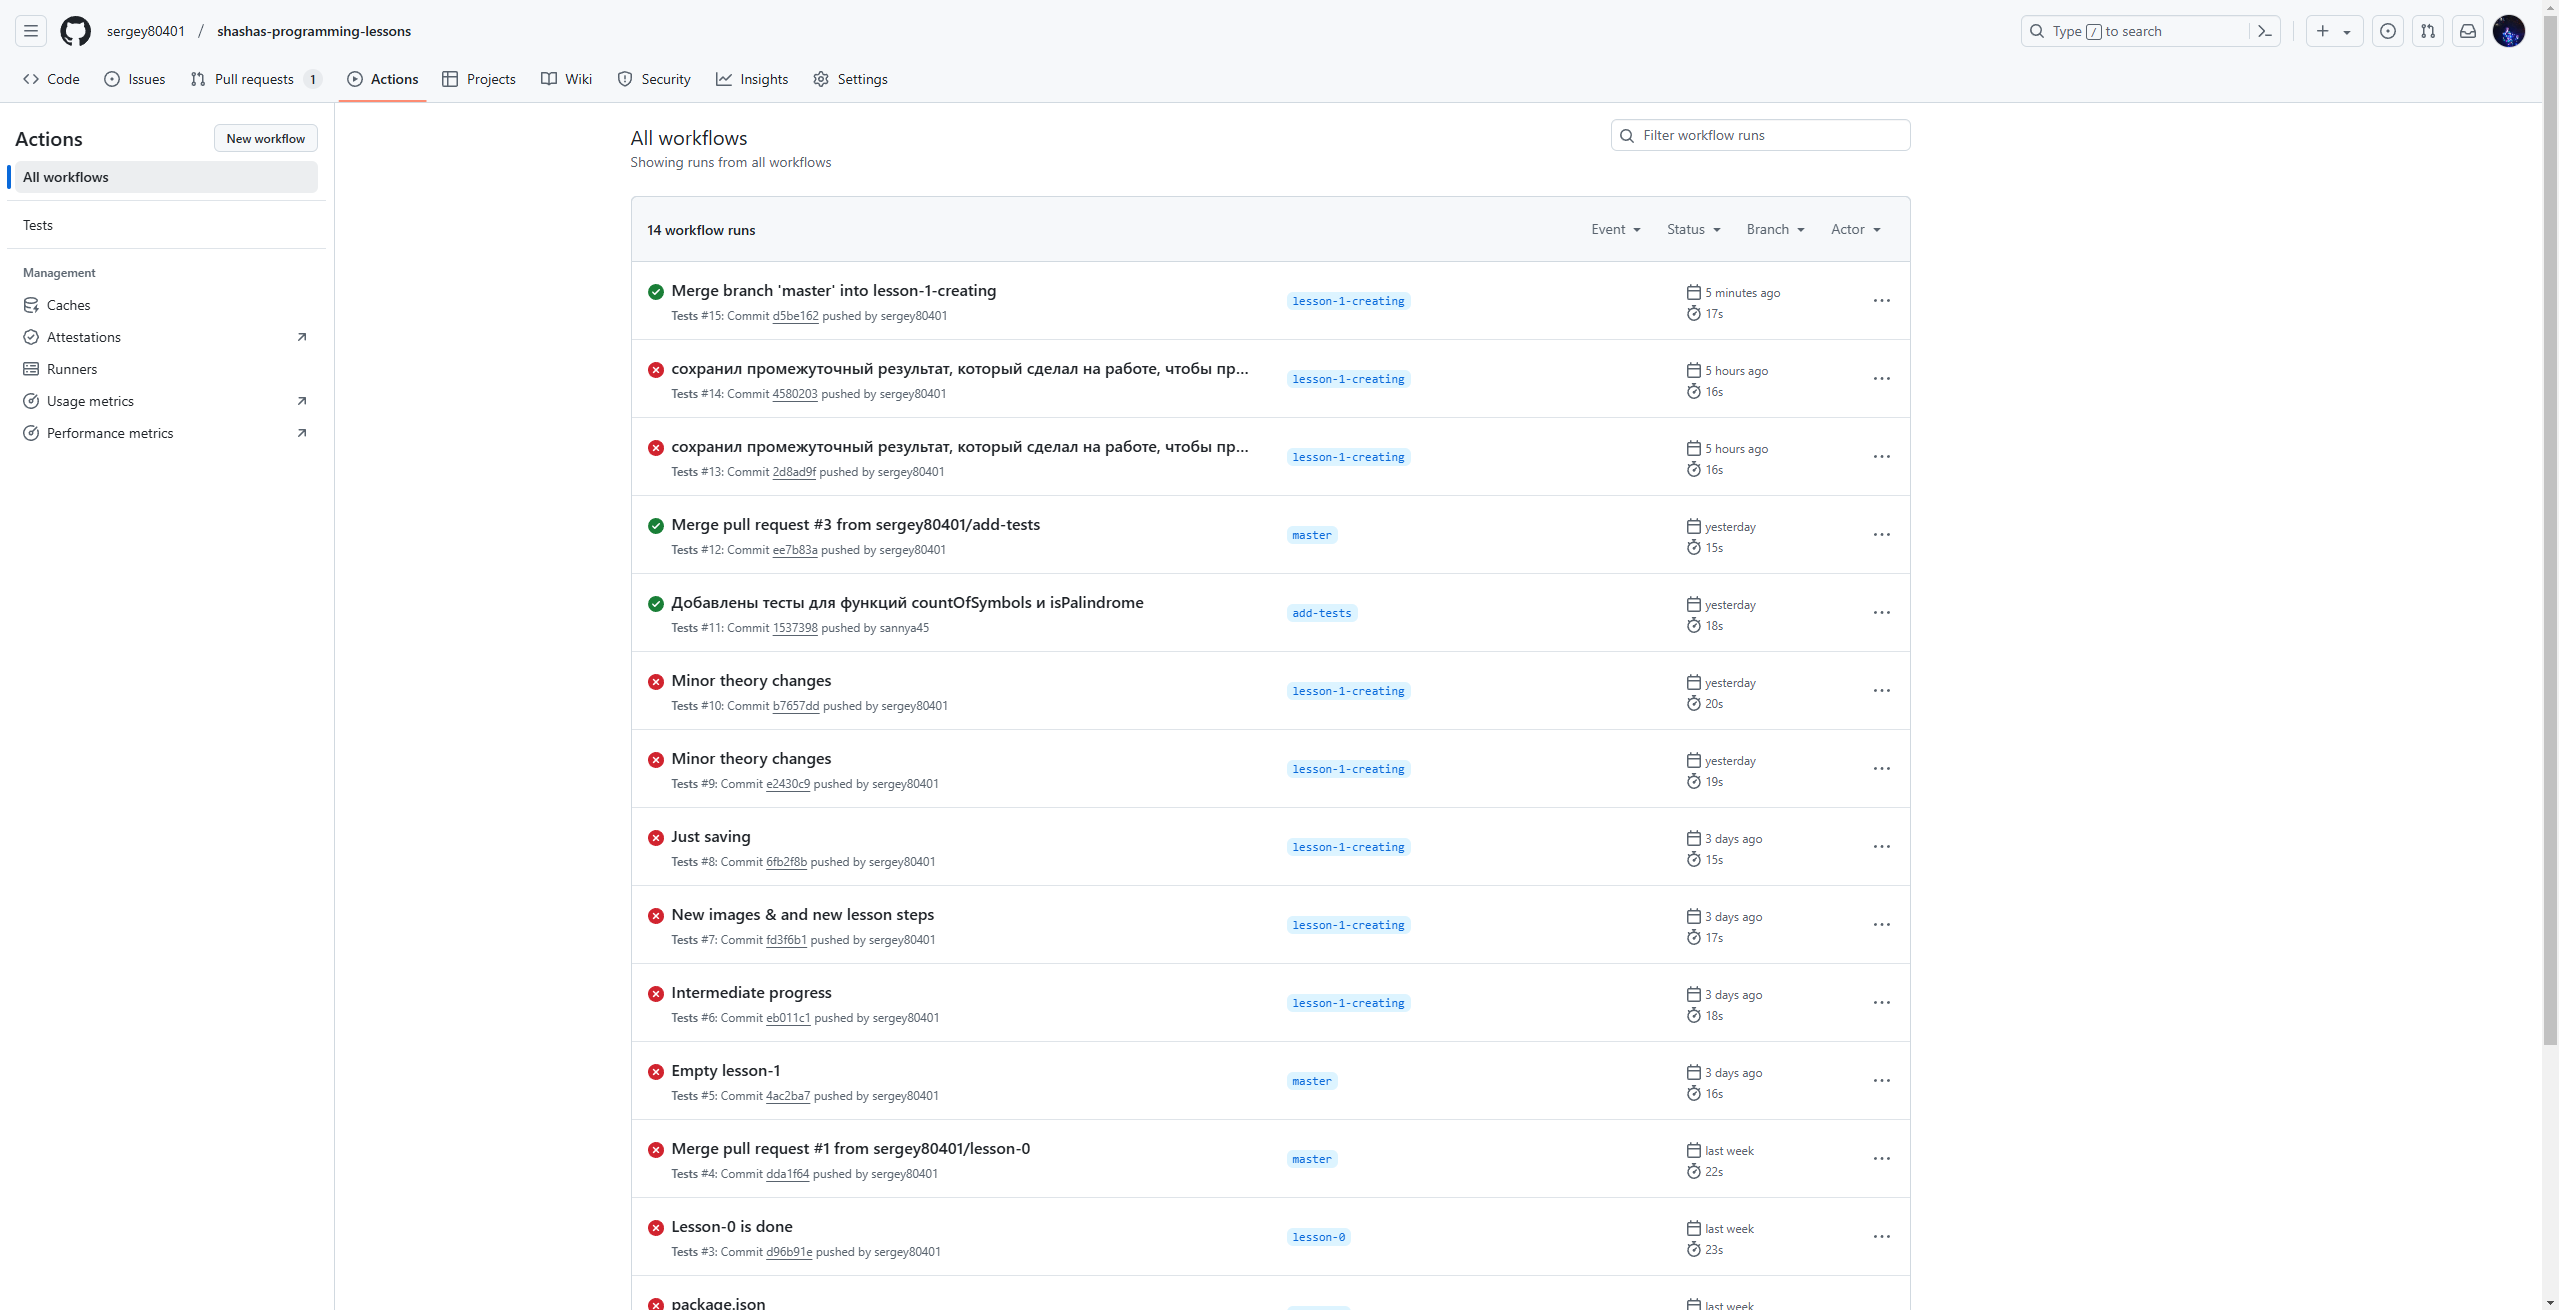 sergey80401 / shashas-programming-lessons
Type / to search
Code Issues Pull requests 1 Actions Projects Wiki Security Insights Settings
Actions
New workflow
All workflows
Tests
Management
Caches
Attestations
Runners
Usage metrics
Performance metrics
All workflows
Showing runs from all workflows
Filter workflow runs
14 workflow runs
Event Status Branch Actor
Merge branch 'master' into lesson-1-creating
Tests #15: Commit d5be162 pushed by sergey80401
lesson-1-creating
5 minutes ago
17s
сохранил промежуточный результат, который сделал на работе, чтобы пр...
Tests #14: Commit 4580203 pushed by sergey80401
lesson-1-creating
5 hours ago
16s
сохранил промежуточный результат, который сделал на работе, чтобы пр...
Tests #13: Commit 2d8ad9f pushed by sergey80401
lesson-1-creating
5 hours ago
16s
Merge pull request #3 from sergey80401/add-tests
Tests #12: Commit ee7b83a pushed by sergey80401
master
yesterday
15s
Добавлены тесты для функций countOfSymbols и isPalindrome
Tests #11: Commit 1537398 pushed by sannya45
add-tests
yesterday
18s
Minor theory changes
Tests #10: Commit b7657dd pushed by sergey80401
lesson-1-creating
yesterday
20s
Minor theory changes
Tests #9: Commit e2430c9 pushed by sergey80401
lesson-1-creating
yesterday
19s
Just saving
Tests #8: Commit 6fb2f8b pushed by sergey80401
lesson-1-creating
3 days ago
15s
New images & and new lesson steps
Tests #7: Commit fd3f6b1 pushed by sergey80401
lesson-1-creating
3 days ago
17s
Intermediate progress
Tests #6: Commit eb011c1 pushed by sergey80401
lesson-1-creating
3 days ago
18s
Empty lesson-1
Tests #5: Commit 4ac2ba7 pushed by sergey80401
master
3 days ago
16s
Merge pull request #1 from sergey80401/lesson-0
Tests #4: Commit dda1f64 pushed by sergey80401
master
last week
22s
Lesson-0 is done
Tests #3: Commit d96b91e pushed by sergey80401
lesson-0
last week
23s
package.json
last week